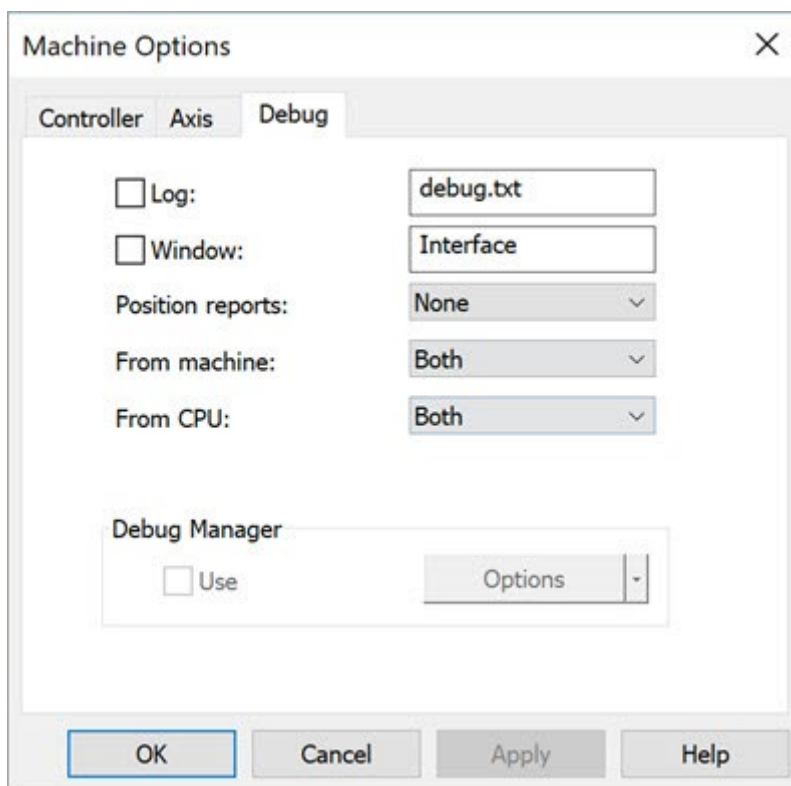 Machine Options
Controller Axis Debug
Log: debug.txt
Window: Interface
Position reports: None
From machine: Both
From CPU: Both
Debug Manager
Use Options
OK Cancel Apply Help